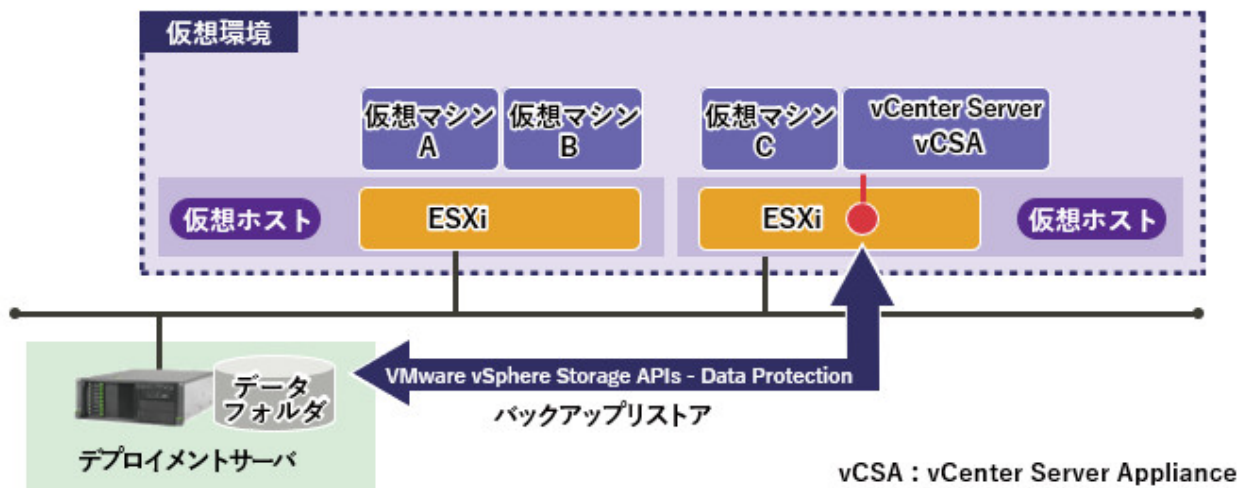 仮想環境
仮想マシン
A
仮想マシン
B
仮想マシン
C
vCenter Server
vCSA
仮想ホスト
ESXi
ESXi
仮想ホスト
データ
フォルダ
VMware vSphere Storage APIs - Data Protection
バックアップリストア
デプロイメントサーバ
vCSA : vCenter Server Appliance